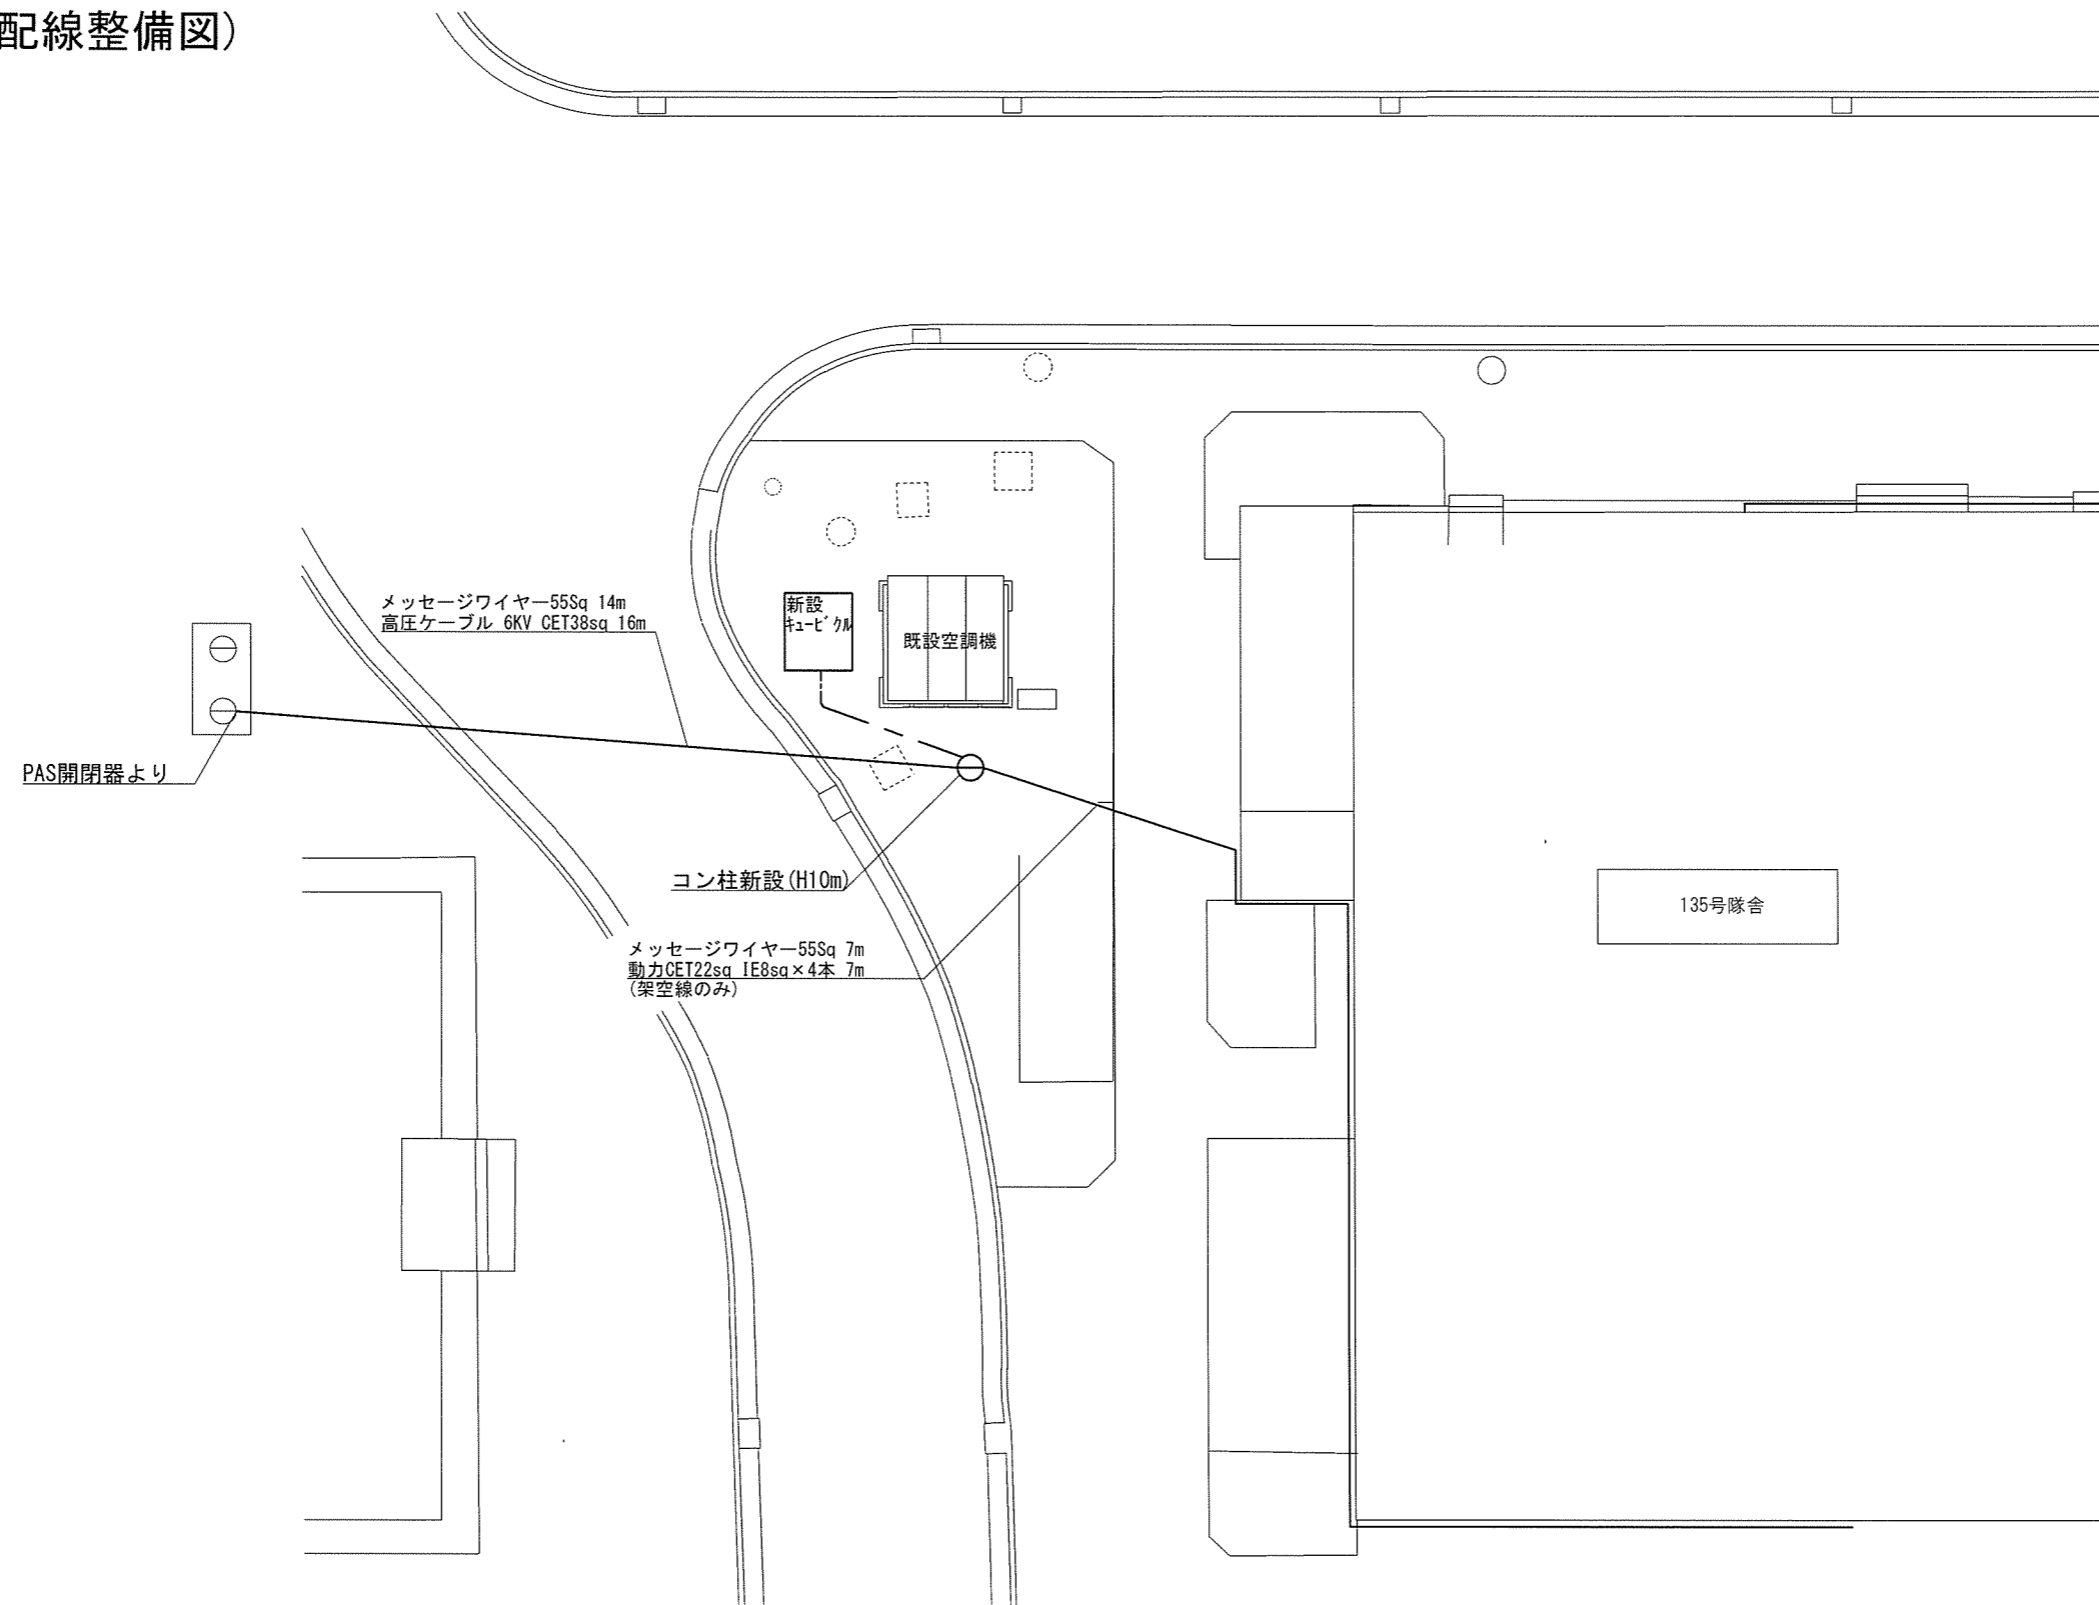 配線整備図)
メッセージワイヤー55Sq 14m
高圧ケーブル 6KV CET38sq 16m
新設
ｷｭｰﾋﾞｸﾙ
既設空調機
PAS開閉器より
コン柱新設(H10m)
135号隊舎
メッセージワイヤー55Sq 7m
動力CET22sq IE8sq×4本 7m
(架空線のみ)